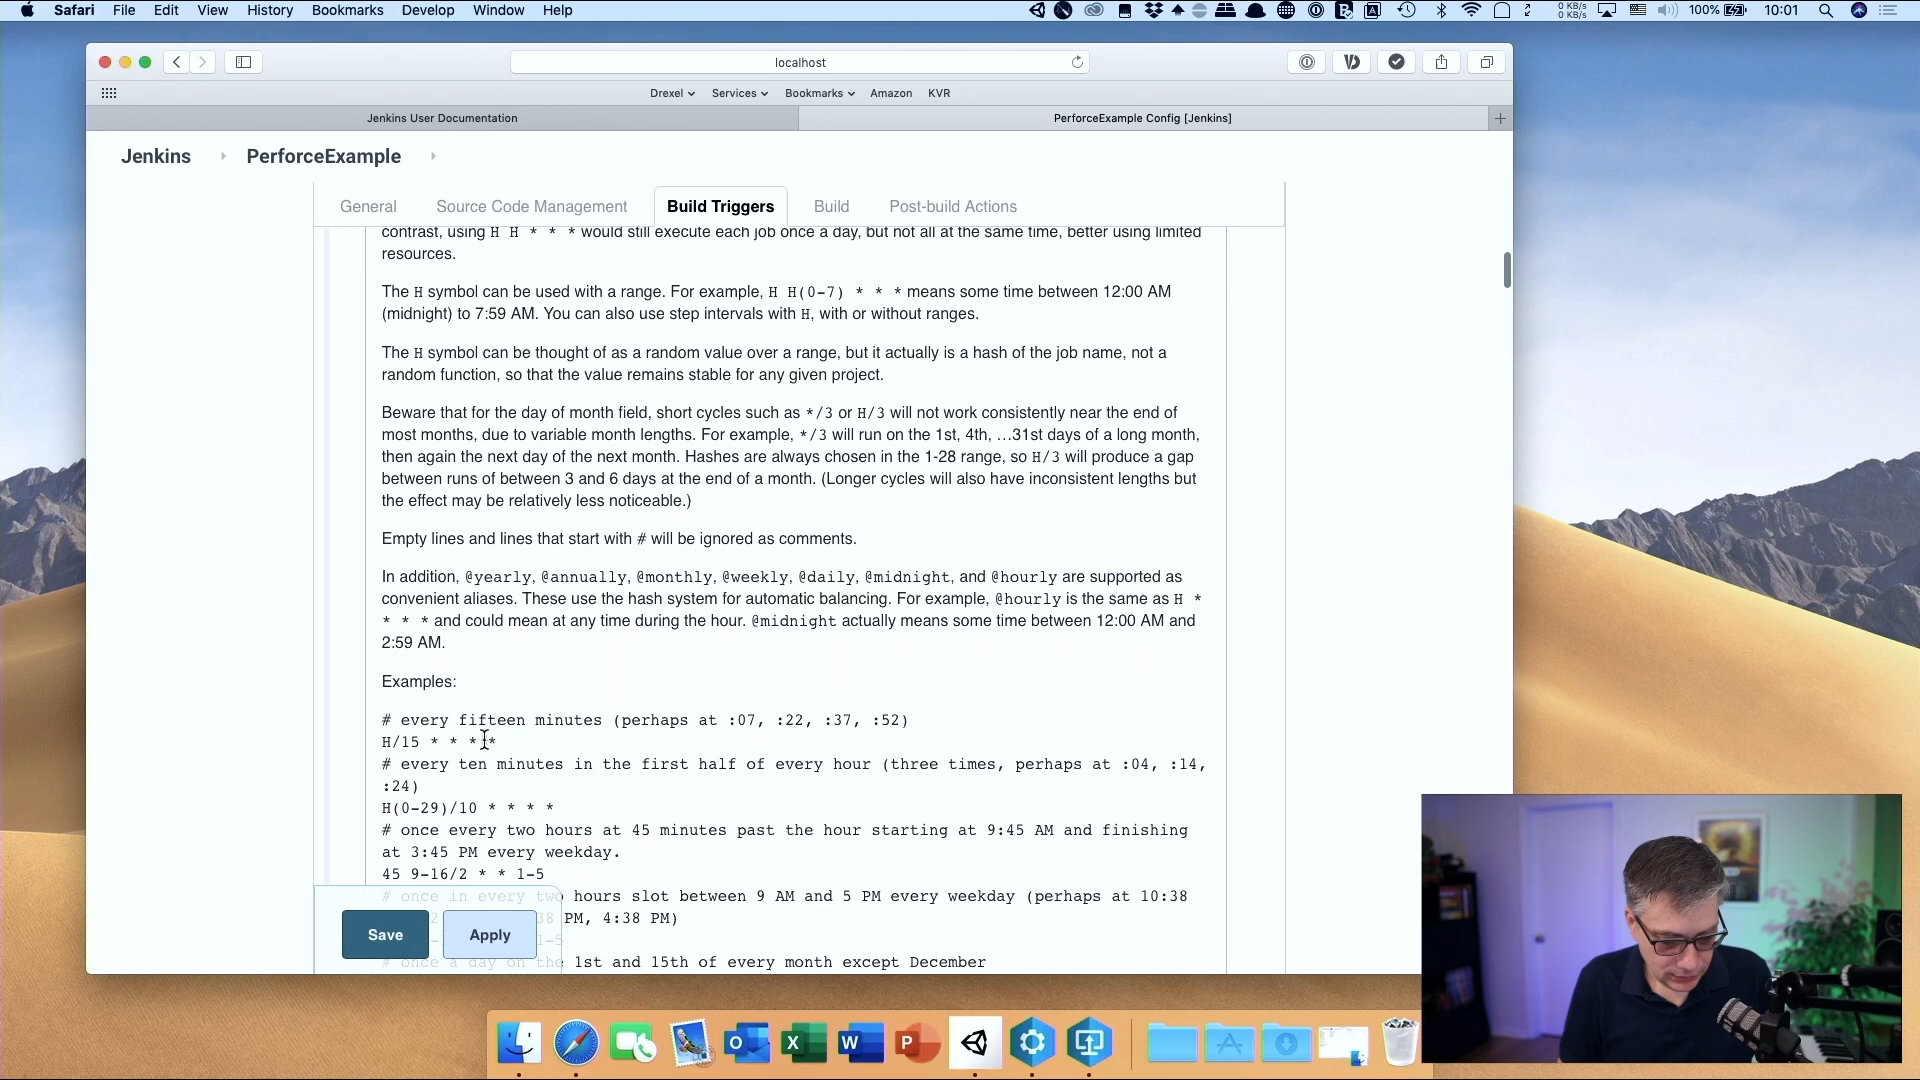 Safari File Edit View History Bookmarks Develop Window Help
0 KB/s
0 KB/s
100%
10:01
localhost
Drexel Services Bookmarks Amazon KVR
Jenkins User Documentation
PerforceExample Config [Jenkins]
Jenkins PerforceExample
General Source Code Management Build Triggers Build Post-build Actions
contrast, using H H * * * would still execute each job once a day, but not all at the same time, better using limited
resources.
The H symbol can be used with a range. For example, H H(0-7) * * * means some time between 12:00 AM
(midnight) to 7:59 AM. You can also use step intervals with H, with or without ranges.
The H symbol can be thought of as a random value over a range, but it actually is a hash of the job name, not a
random function, so that the value remains stable for any given project.
Beware that for the day of month field, short cycles such as */3 or H/3 will not work consistently near the end of
most months, due to variable month lengths. For example, */3 will run on the 1st, 4th, …31st days of a long month,
then again the next day of the next month. Hashes are always chosen in the 1-28 range, so H/3 will produce a gap
between runs of between 3 and 6 days at the end of a month. (Longer cycles will also have inconsistent lengths but
the effect may be relatively less noticeable.)
Empty lines and lines that start with # will be ignored as comments.
In addition, @yearly, @annually, @monthly, @weekly, @daily, @midnight, and @hourly are supported as
convenient aliases. These use the hash system for automatic balancing. For example, @hourly is the same as H *
* * * and could mean at any time during the hour. @midnight actually means some time between 12:00 AM and
2:59 AM.
Examples:
# every fifteen minutes (perhaps at :07, :22, :37, :52)
H/15 * * * *
# every ten minutes in the first half of every hour (three times, perhaps at :04, :14,
:24)
H(0-29)/10 * * * *
# once every two hours at 45 minutes past the hour starting at 9:45 AM and finishing
at 3:45 PM every weekday.
45 9-16/2 * * 1-5
# once in every two hours slot between 9 AM and 5 PM every weekday (perhaps at 10:38
38 PM, 4:38 PM)
1-5
# once a day on the 1st and 15th of every month except December
Save Apply